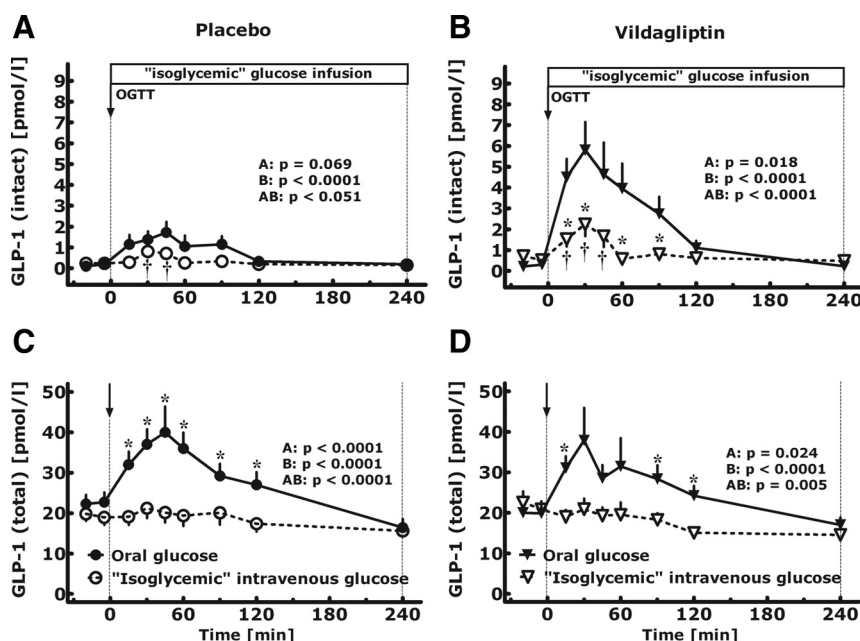 A
Placebo
GLP-1 (intact) [pmol/l]
9
8
7
6
5
4
3
2
1
0
"isoglycemic" glucose infusion
OGTT
A: p = 0.069
B: p < 0.0001
AB: p < 0.051
†
†
0
60
120
240
B
Vildagliptin
GLP-1 (intact) [pmol/l]
9
8
7
6
5
4
3
2
1
0
"isoglycemic" glucose infusion
OGTT
A: p = 0.018
B: p < 0.0001
AB: p < 0.0001
* * * *
† † †
0
60
120
240
C
GLP-1 (total) [pmol/l]
50
40
30
20
10
0
* * * * * *
A: p < 0.0001
B: p < 0.0001
AB: p < 0.0001
Oral glucose
"Isoglycemic" intravenous glucose
0
60
120
240
Time [min]
D
GLP-1 (total) [pmol/l]
50
40
30
20
10
0
* * *
A: p = 0.024
B: p < 0.0001
AB: p = 0.005
Oral glucose
"Isoglycemic" intravenous glucose
0
60
120
240
Time [min]